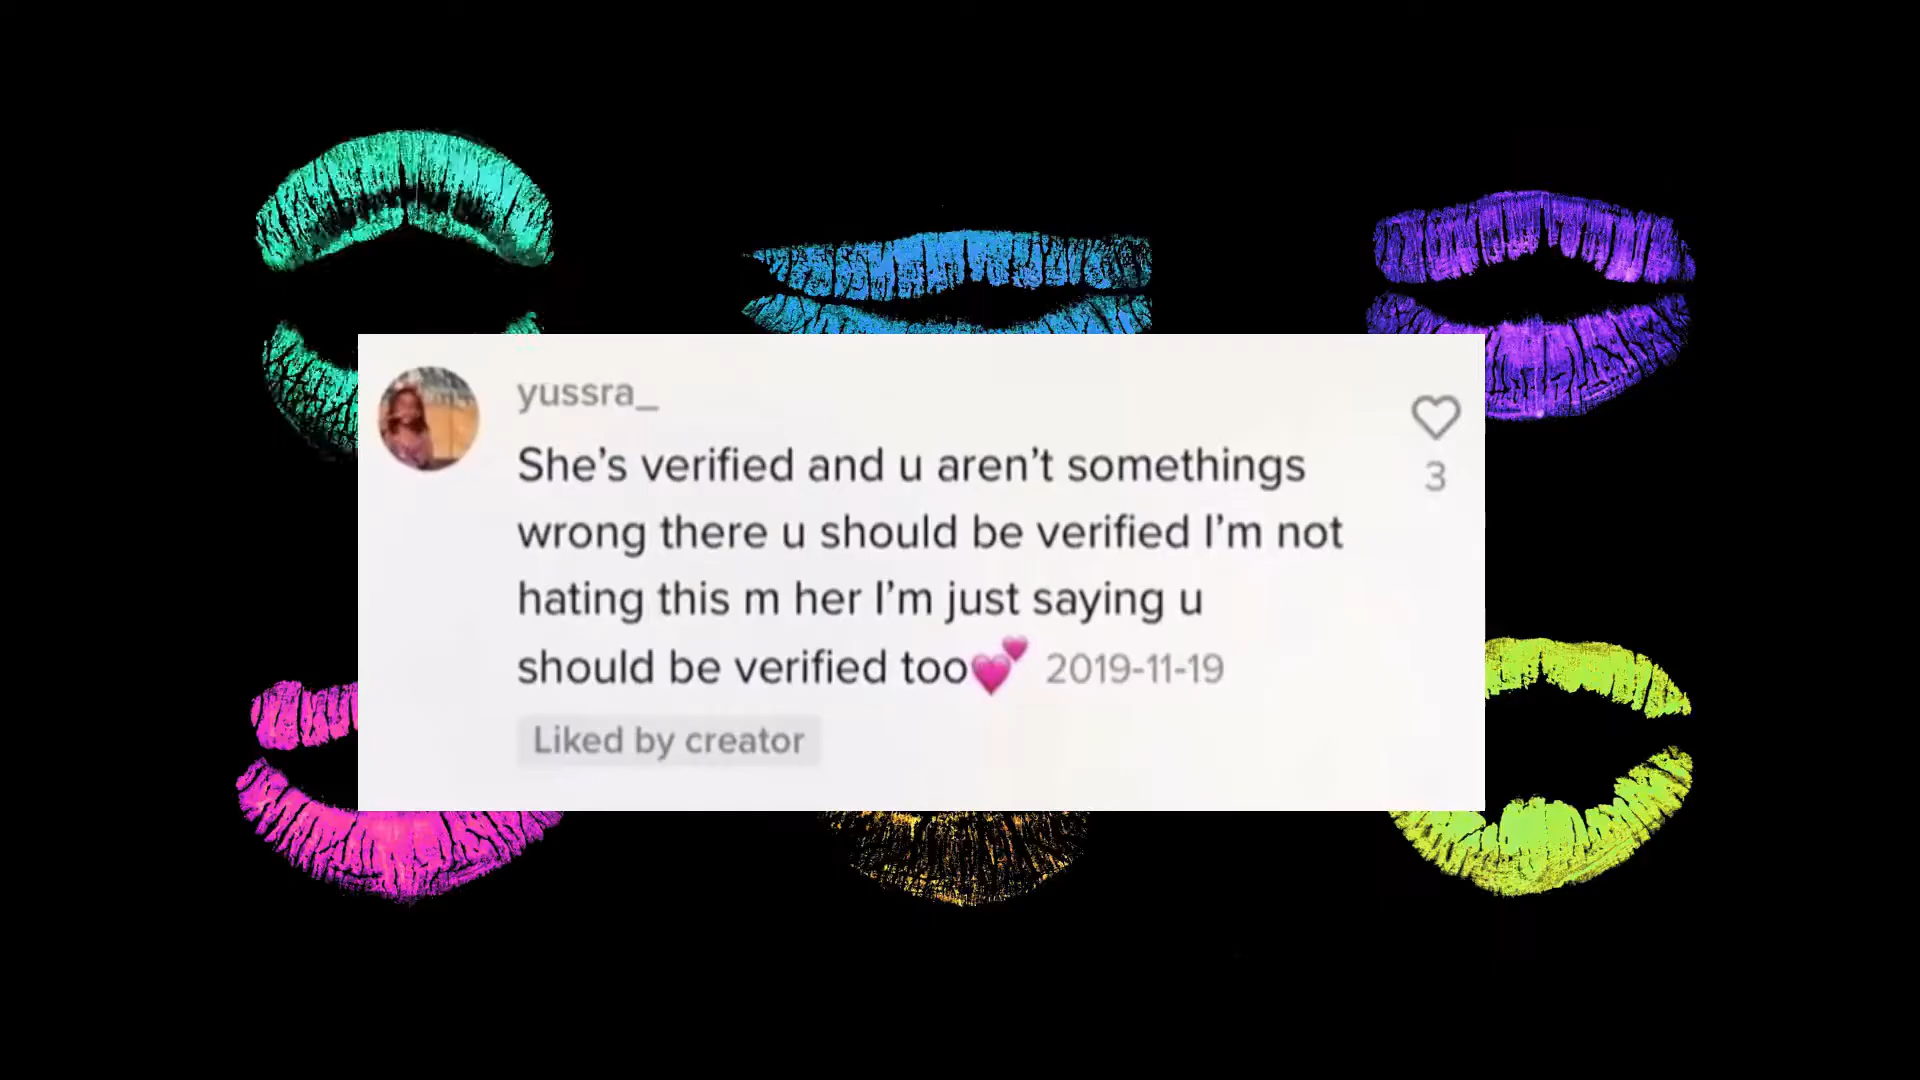 yussra_
She's verified and u aren't somethings
wrong there u should be verified I'm not
hating this m her I'm just saying u
should be verified too💕 2019-11-19
3
Liked by creator